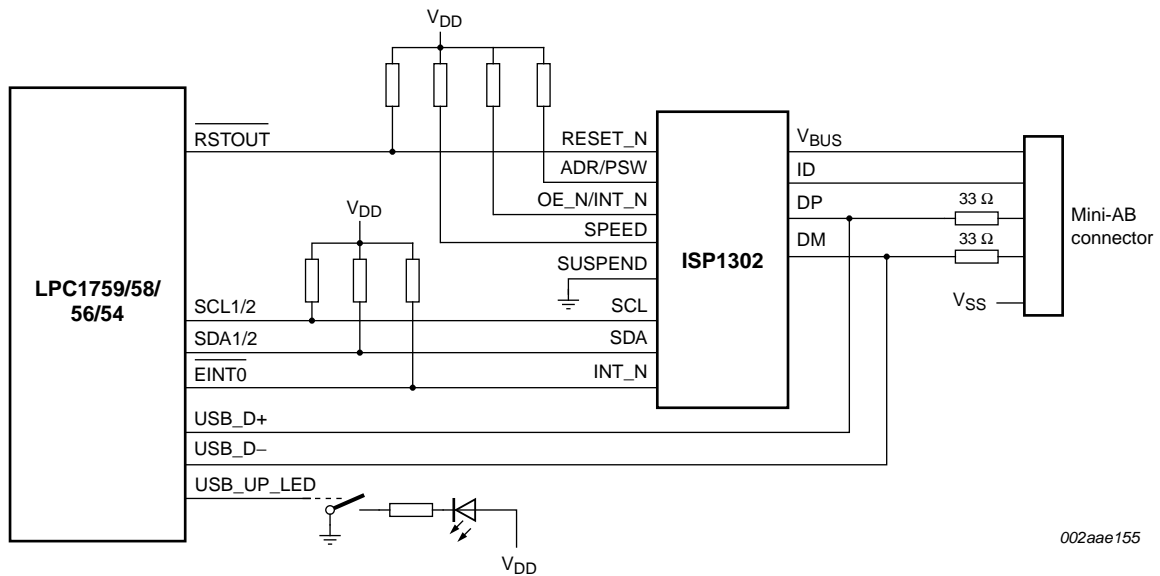 VDD
RSTOUT
RESET_N
ADR/PSW
OE_N/INT_N
SPEED
SUSPEND
VDD
LPC1759/58/
56/54
SCL1/2
SCL
SDA1/2
SDA
EINT0
INT_N
USB_D+
USB_D−
USB_UP_LED
VDD
ISP1302
VBUS
ID
DP
33 Ω
DM
33 Ω
VSS
Mini-AB
connector
002aae155